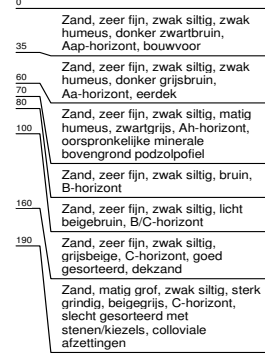 0
Zand, zeer fijn, zwak siltig, zwak
humeus, donker zwartbruin,
Aap-horizont, bouwvoor
35
Zand, zeer fijn, zwak siltig, zwak
humeus, donker grijsbruin,
Aa-horizont, eerdek
60
Zand, zeer fijn, zwak siltig, matig
humeus, zwartgrijs, Ah-horizont,
oorspronkelijke minerale
bovengrond podzolpofiel
70
Zand, zeer fijn, zwak siltig, bruin,
B-horizont
80
Zand, zeer fijn, zwak siltig, licht
beigebruin, B/C-horizont
100
Zand, zeer fijn, zwak siltig,
grijsbeige, C-horizont, goed
gesorteerd, dekzand
160
Zand, matig grof, zwak siltig, sterk
grindig, beigegrijs, C-horizont,
slecht gesorteerd met
stenen/kiezels, colloviale
afzettingen
190